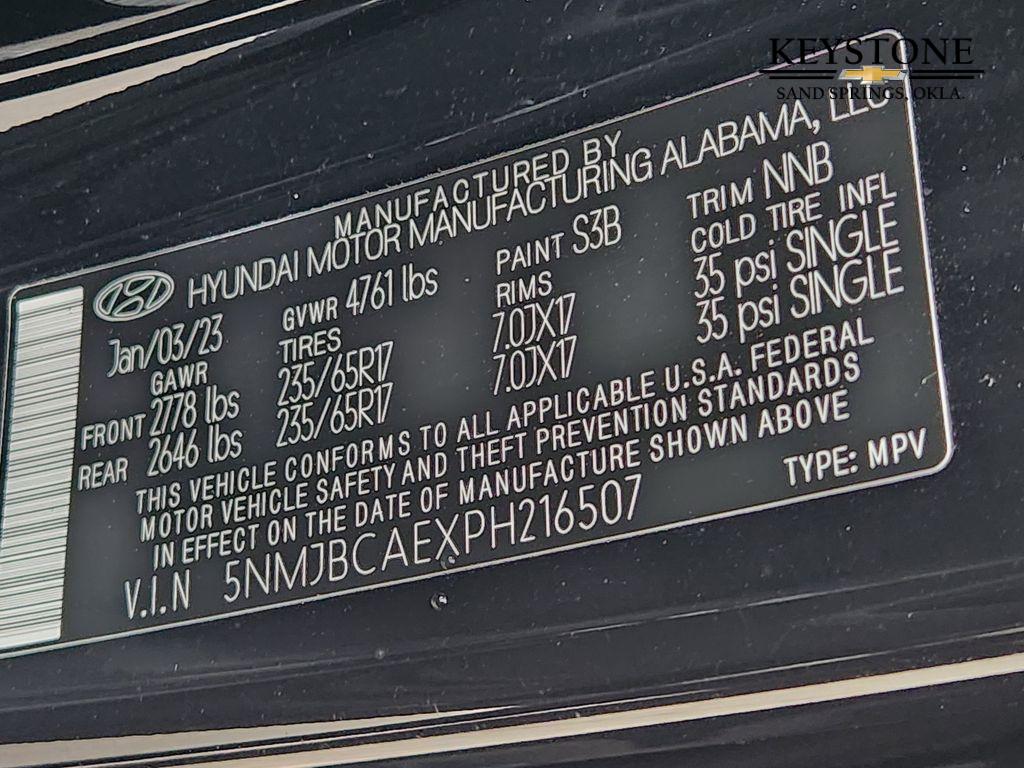 KEYSTONE
SAND SPRINGS, OKLA.
MANUFACTURED BY
HYUNDAI MOTOR MANUFACTURING ALABAMA, LLC
Jan/03/23 GVWR 4761 lbs PAINT S3B TRIM NNB
GAWR TIRES RIMS COLD TIRE INFL
FRONT 2778 lbs 235/65R17 7.0JX17 35 psi SINGLE
REAR 2646 lbs 235/65R17 7.0JX17 35 psi SINGLE
THIS VEHICLE CONFORMS TO ALL APPLICABLE U.S.A. FEDERAL
MOTOR VEHICLE SAFETY AND THEFT PREVENTION STANDARDS
IN EFFECT ON THE DATE OF MANUFACTURE SHOWN ABOVE
V.I.N 5NMJBCAEXPH216507 TYPE: MPV